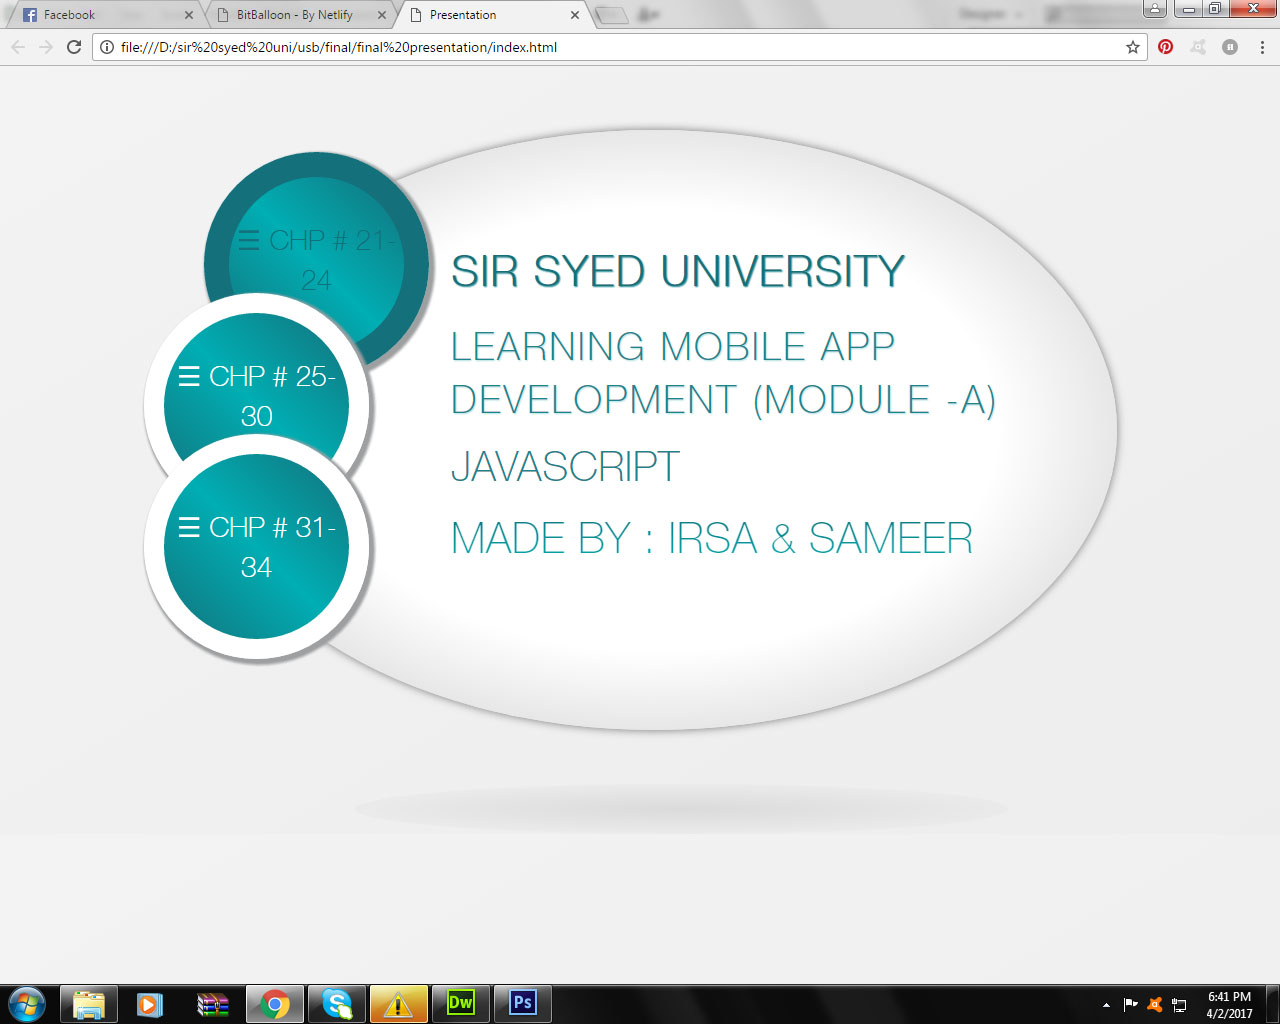 Facebook
BitBalloon - By Netlify
Presentation
file:///D:/sir%20syed%20uni/usb/final/final%20presentation/index.html
☰ CHP # 21-
24
☰ CHP # 25-
30
☰ CHP # 31-
34
SIR SYED UNIVERSITY
LEARNING MOBILE APP
DEVELOPMENT (MODULE -A)
JAVASCRIPT
MADE BY : IRSA & SAMEER
Dw
Ps
6:41 PM
4/2/2017